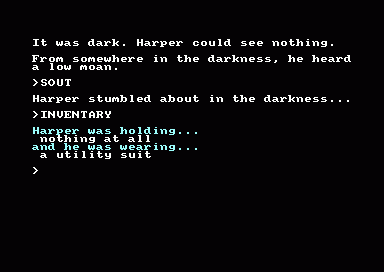 It was dark. Harper could see nothing.
From somewhere in the darkness, he heard
a low moan.
>SOUT
Harper stumbled about in the darkness...
>INVENTARY
Harper was holding...
nothing at all
and he was wearing...
a utility suit
>